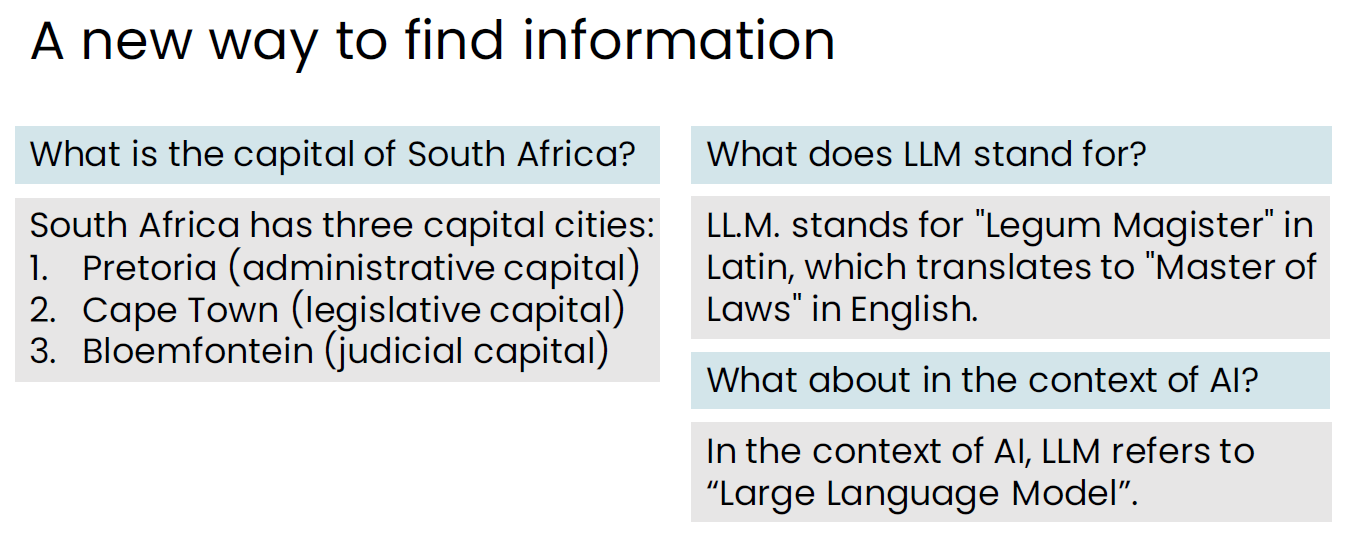 A new way to find information
What is the capital of South Africa?
South Africa has three capital cities:
1. Pretoria (administrative capital)
2. Cape Town (legislative capital)
3. Bloemfontein (judicial capital)
What does LLM stand for?
LL.M. stands for "Legum Magister" in
Latin, which translates to "Master of
Laws" in English.
What about in the context of AI?
In the context of AI, LLM refers to
“Large Language Model”.